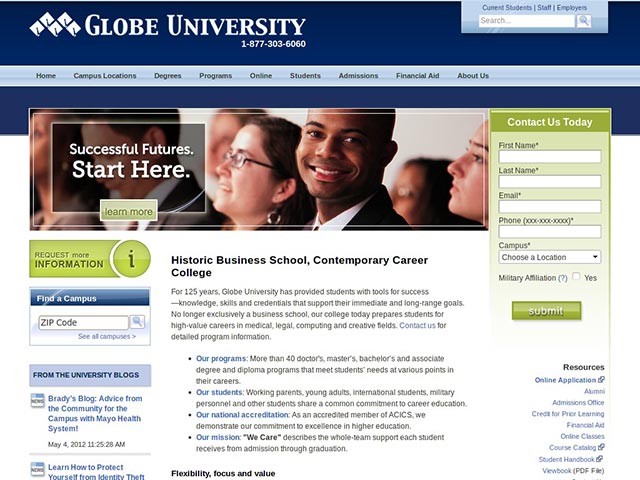 Current Students | Staff | Employers
Search...
GLOBE UNIVERSITY
1-877-303-6060
Home Campus Locations Degrees Programs Online Students Admissions Financial Aid About Us
Successful Futures.
Start Here.
learn more
Contact Us Today
First Name*
Last Name*
Email*
Phone (xxx-xxx-xxxx)*
Campus*
Choose a Location
Military Affiliation (?) Yes
submit
REQUEST more
INFORMATION
i
Find a Campus
ZIP Code
See all campuses >
FROM THE UNIVERSITY BLOGS
NEWS
Brady's Blog: Advice from
the Community for the
Campus with Mayo Health
System!
May 4, 2012 11:25:28 AM
NEWS
Learn How to Protect
Yourself from Identity Theft
Historic Business School, Contemporary Career
College
For 125 years, Globe University has provided students with tools for success
—knowledge, skills and credentials that support their immediate and long-range goals.
No longer exclusively a business school, our college today prepares students for
high-value careers in medical, legal, computing and creative fields. Contact us for
detailed program information.
Our programs: More than 40 doctor's, master's, bachelor's and associate
degree and diploma programs that meet students' needs at various points in
their careers.
Our students: Working parents, young adults, international students, military
personnel and other students share a common commitment to career education.
Our national accreditation: As an accredited member of ACICS, we
demonstrate our commitment to excellence in higher education.
Our mission: "We Care" describes the whole-team support each student
receives from admission through graduation.
Flexibility, focus and value
Resources
Online Application
Alumni
Admissions Office
Credit for Prior Learning
Financial Aid
Online Classes
Course Catalog
Student Handbook
Viewbook (PDF File)